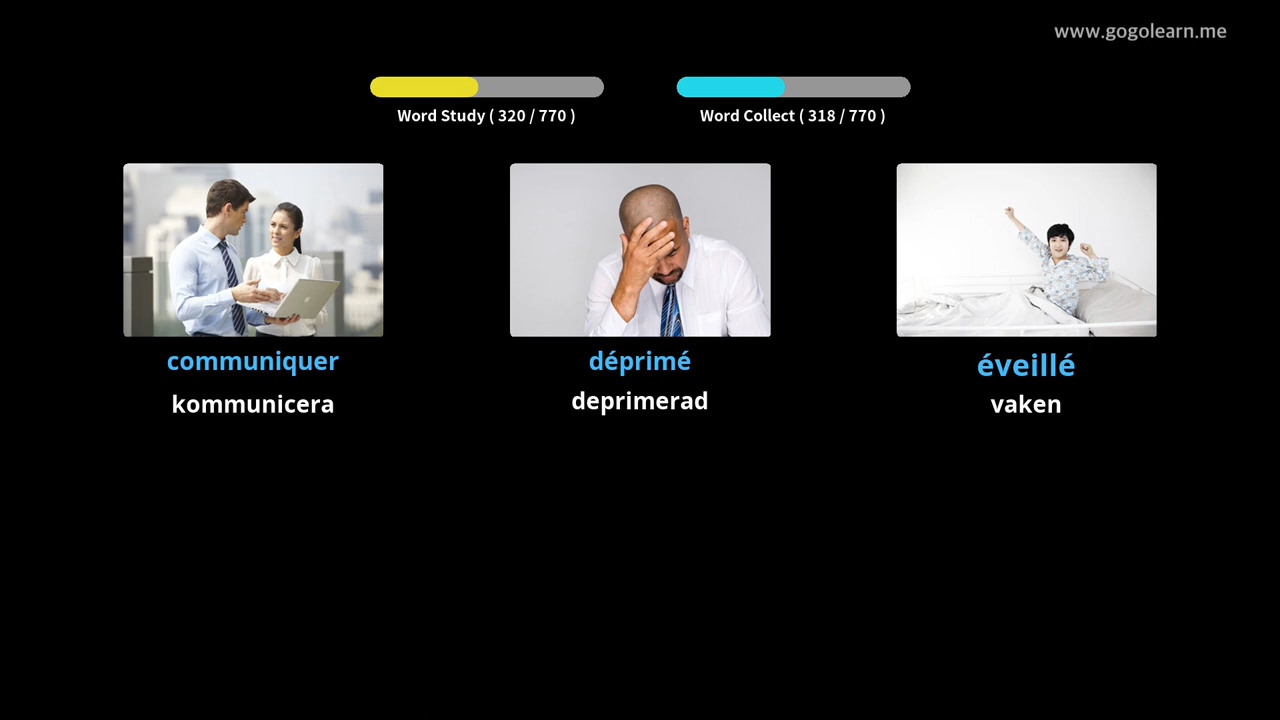 www.gogolearn.me
Word Study ( 320 / 770 )
Word Collect ( 318 / 770 )
communiquer
kommunicera
déprimé
deprimerad
éveillé
vaken